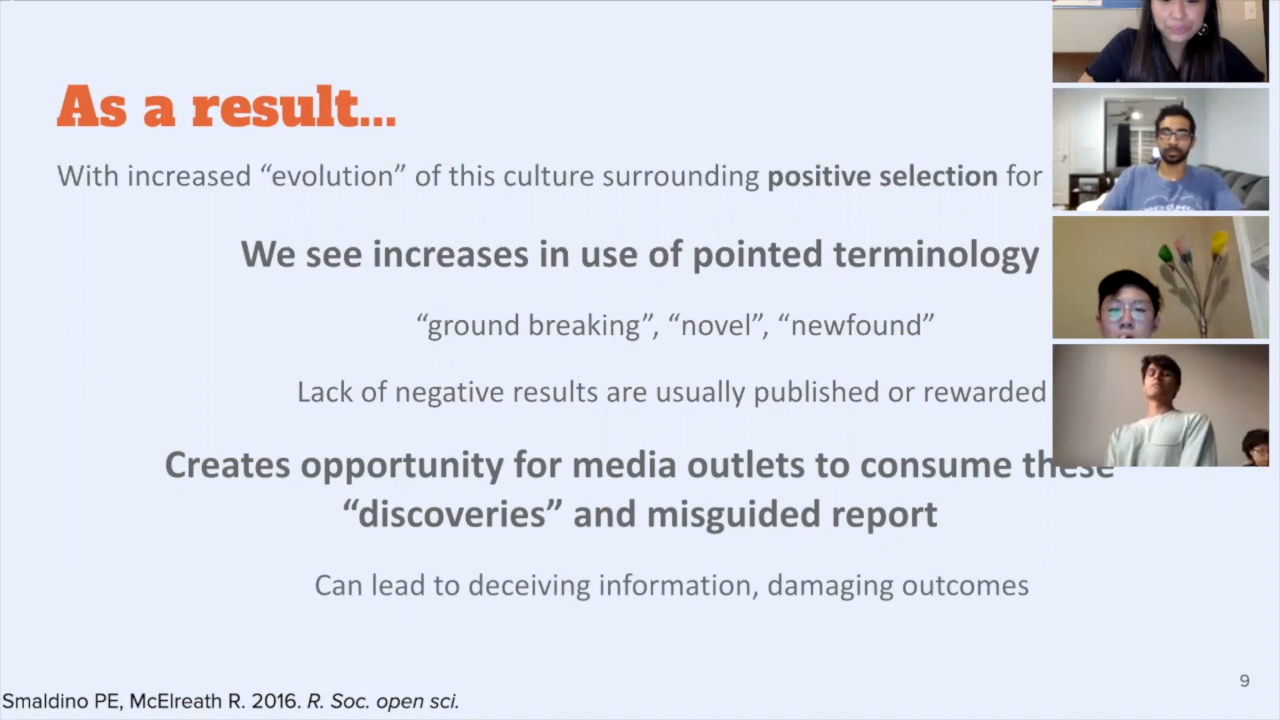 As a result...
With increased “evolution” of this culture surrounding positive selection for
We see increases in use of pointed terminology
“ground breaking”, “novel”, “newfound”
Lack of negative results are usually published or rewarded
Creates opportunity for media outlets to consume these
“discoveries” and misguided report
Can lead to deceiving information, damaging outcomes
9
Smaldino PE, McElreath R. 2016. R. Soc. open sci.